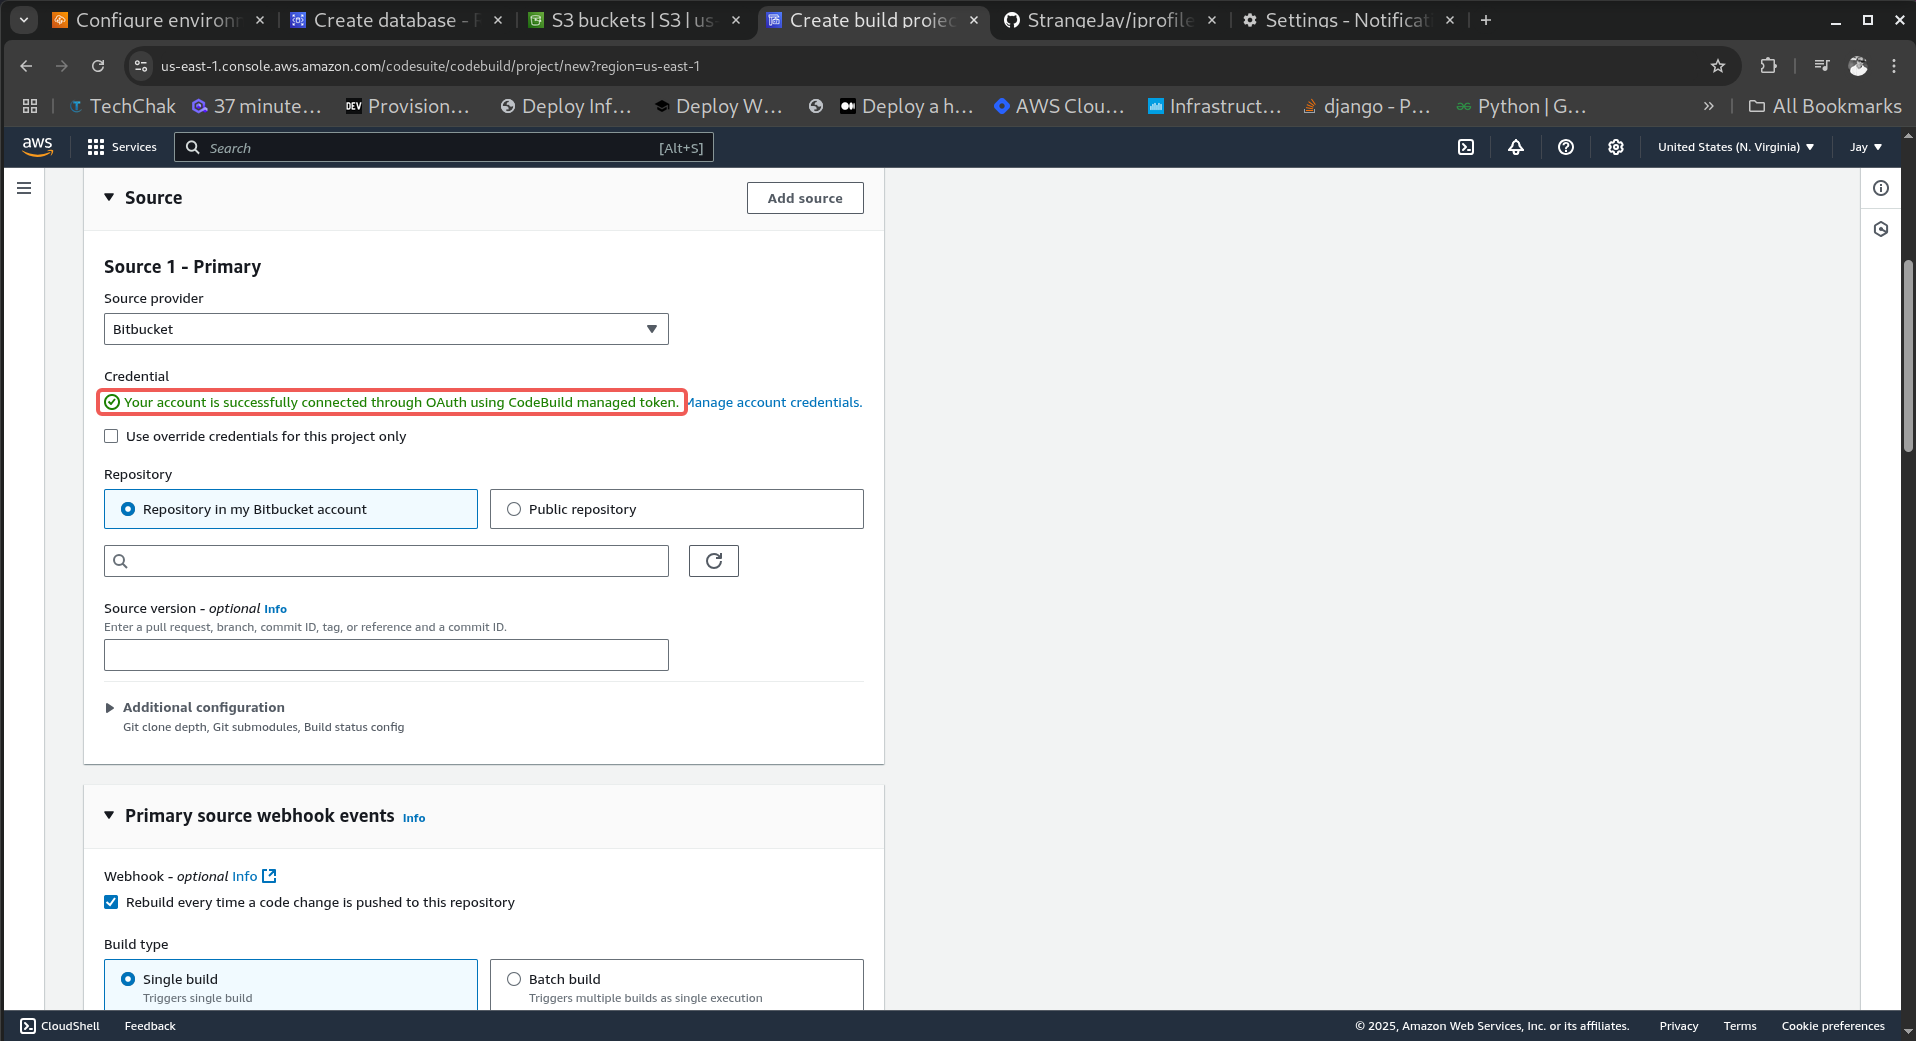 Configure environ
Create database -
S3 buckets | S3 | us-
Create build projec
StrangeJay/jprofile
Settings - Notificat
us-east-1.console.aws.amazon.com/codesuite/codebuild/project/new?region=us-east-1
TechChak
37 minute...
DEV Provision...
Deploy Inf...
Deploy W...
Deploy a h...
AWS Clou...
Infrastruct...
django - P...
Python | G...
»
All Bookmarks
aws
Services
Search
[Alt+S]
United States (N. Virginia)
Jay
Source
Add source
Source 1 - Primary
Source provider
Bitbucket
Credential
Your account is successfully connected through OAuth using CodeBuild managed token.
Manage account credentials.
Use override credentials for this project only
Repository
Repository in my Bitbucket account
Public repository
Source version - optional Info
Enter a pull request, branch, commit ID, tag, or reference and a commit ID.
Additional configuration
Git clone depth, Git submodules, Build status config
Primary source webhook events Info
Webhook - optional Info
Rebuild every time a code change is pushed to this repository
Build type
Single build
Triggers single build
Batch build
Triggers multiple builds as single execution
CloudShell
Feedback
© 2025, Amazon Web Services, Inc. or its affiliates.
Privacy
Terms
Cookie preferences